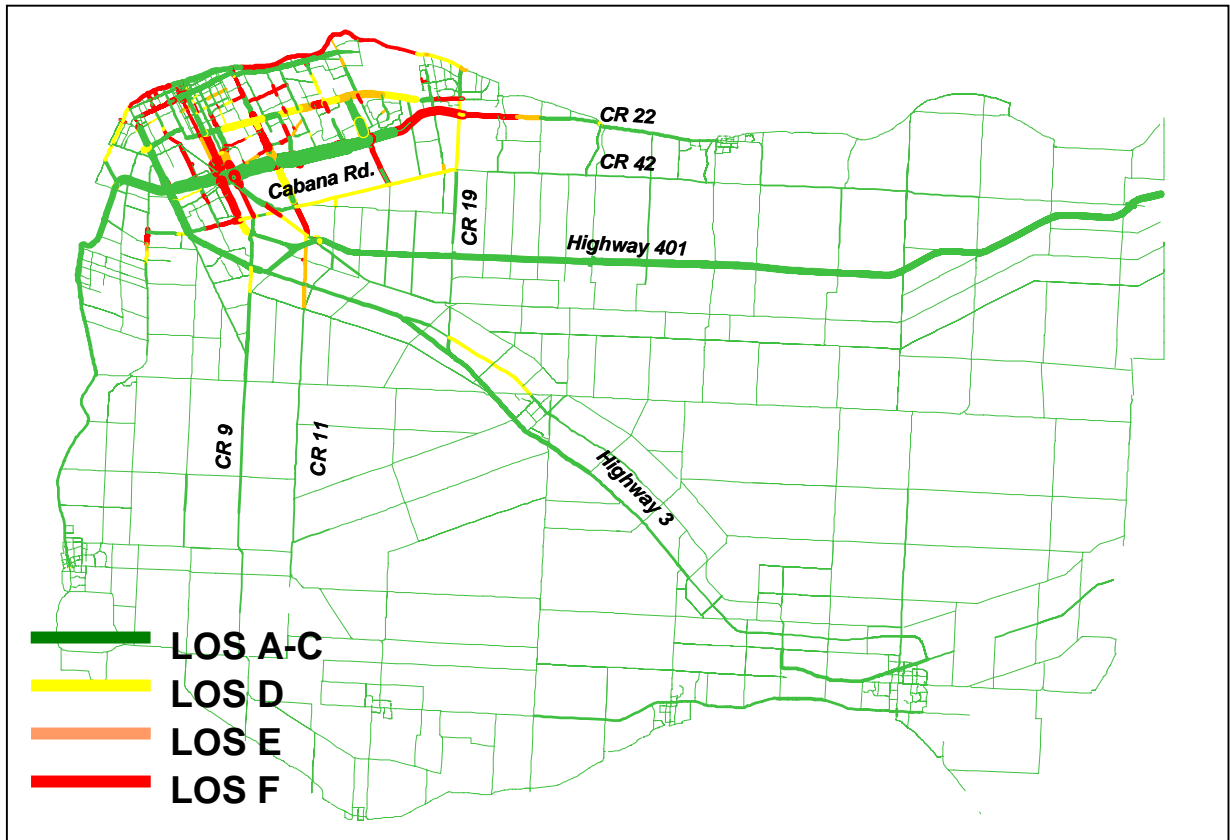 CR 22
CR 42
Cabana Rd.
CR 19
Highway 401
CR 9
CR 11
Highway 3
LOS A-C
LOS D
LOS E
LOS F